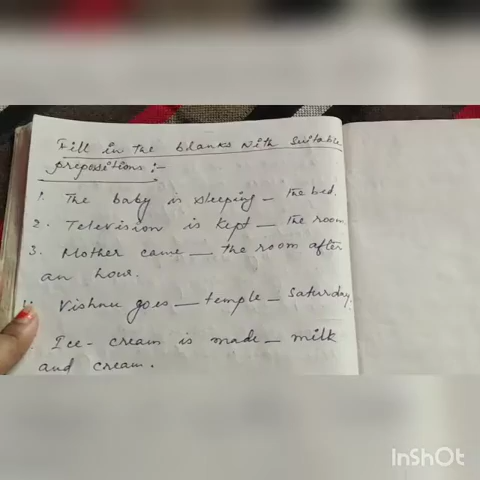 Fill in the blanks with suitable
prepositions :-
1. The baby is sleeping _ the bed.
2. Television is kept _ the room
3. Mother came _ the room after
an hour.
Vishnu goes _ temple _ Saturday.
Ice-cream is made _ milk
and cream.
InShOt